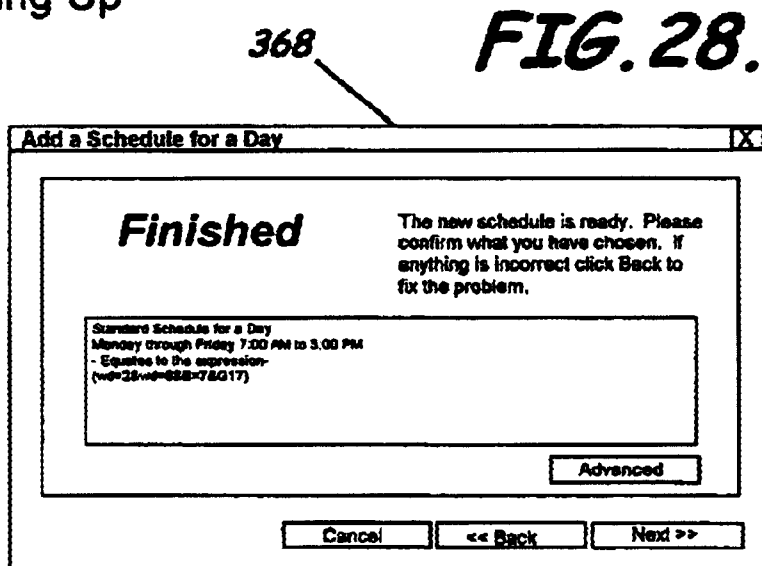 ing Up
368
FIG. 28.
Add a Schedule for a Day
X
Finished
The new schedule is ready. Please
confirm what you have chosen. If
anything is incorrect click Back to
fix the problem.
Standard Schedule for a Day
Monday through Friday 7:00 AM to 3:00 PM
- Equates to the expression-
Advanced
Cancel
<< Back
Next >>